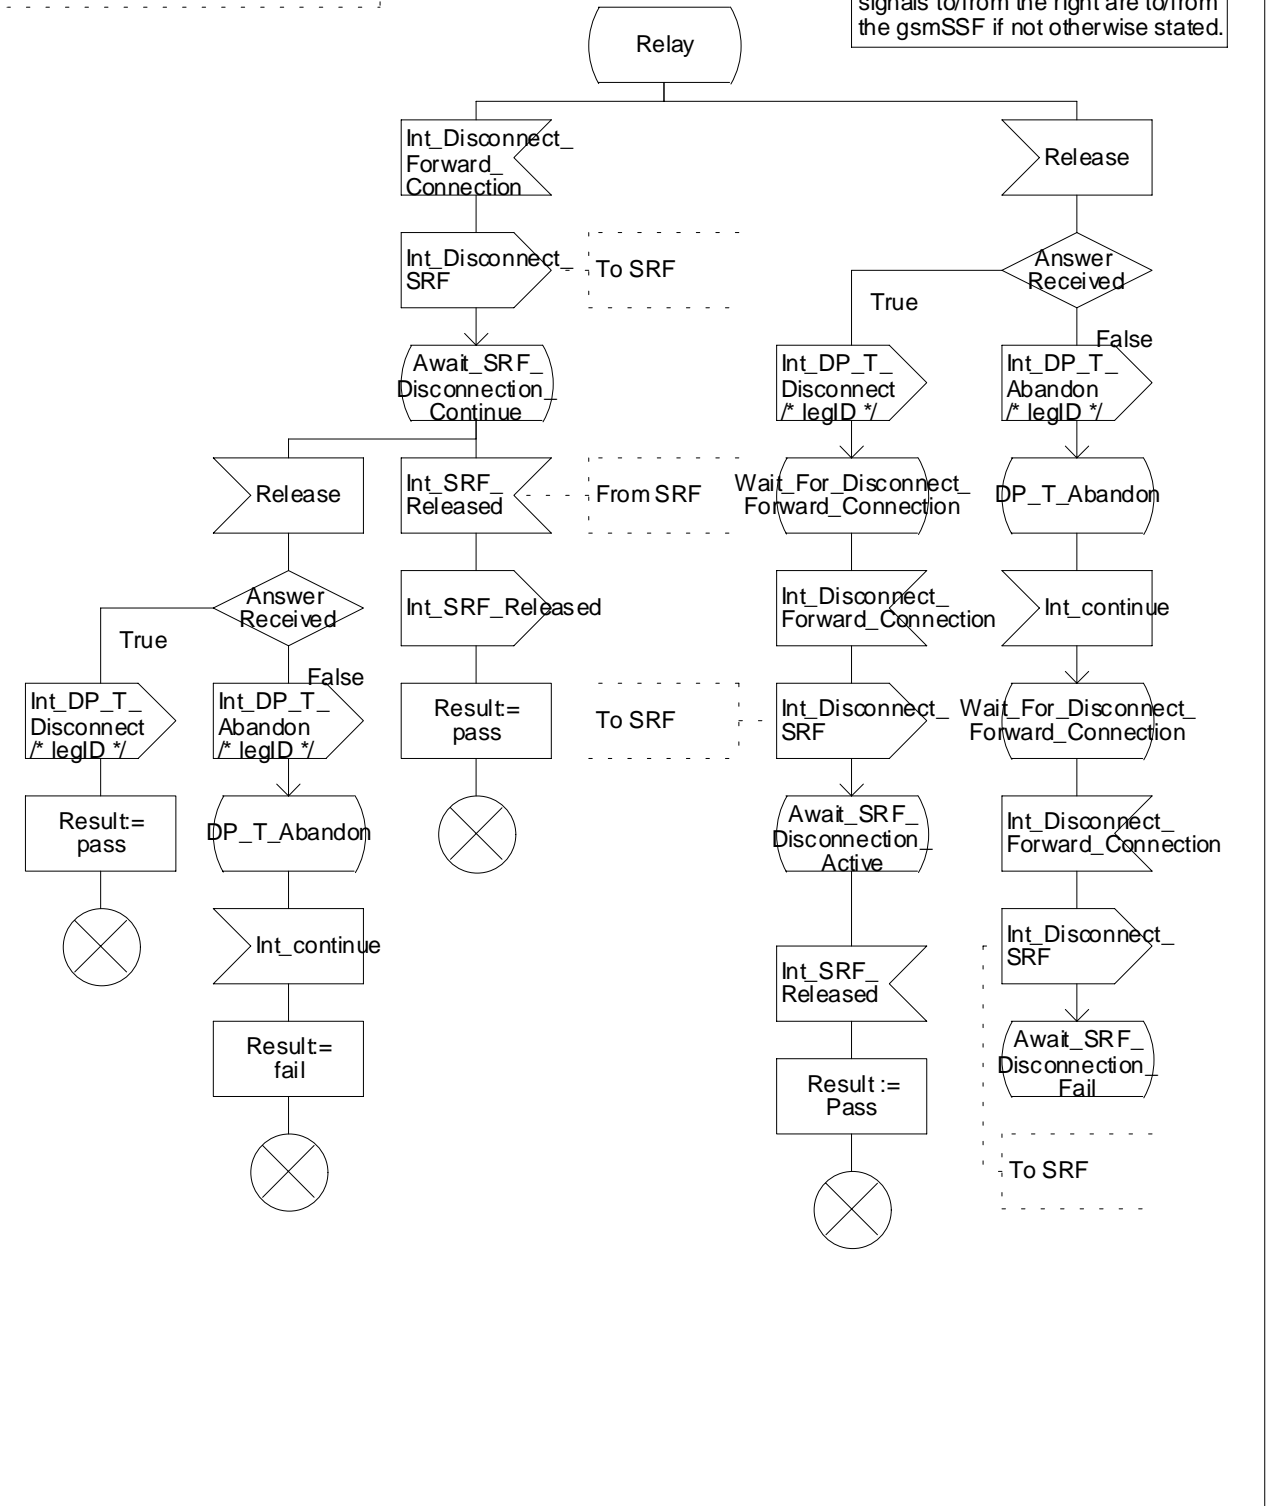 signals to/from the right are to/from
the gsmSSF if not otherwise stated.
Relay
Int_Disconnect_
Forward_
Connection
Release
Int_Disconnect_
SRF
To SRF
Answer
Received
True
False
Await_SRF_
Disconnection_
Continue
Int_DP_T_
Disconnect
/* legID */
Int_DP_T_
Abandon
/* legID */
Release
Int_SRF_
Released
From SRF
Wait_For_Disconnect_
Forward_Connection
DP_T_Abandon
Answer
Received
True
False
Int_SRF_Released
Int_Disconnect_
Forward_Connection
Int_continue
Int_DP_T_
Disconnect
/* legID */
Int_DP_T_
Abandon
/* legID */
Result:=
pass
To SRF
Int_Disconnect_
SRF
Wait_For_Disconnect_
Forward_Connection
Result:=
pass
DP_T_Abandon
Await_SRF_
Disconnection_
Active
Int_Disconnect_
Forward_Connection
Int_continue
Int_SRF_
Released
Int_Disconnect_
SRF
Result:=
fail
Result :=
Pass
Await_SRF_
Disconnection_
Fail
To SRF